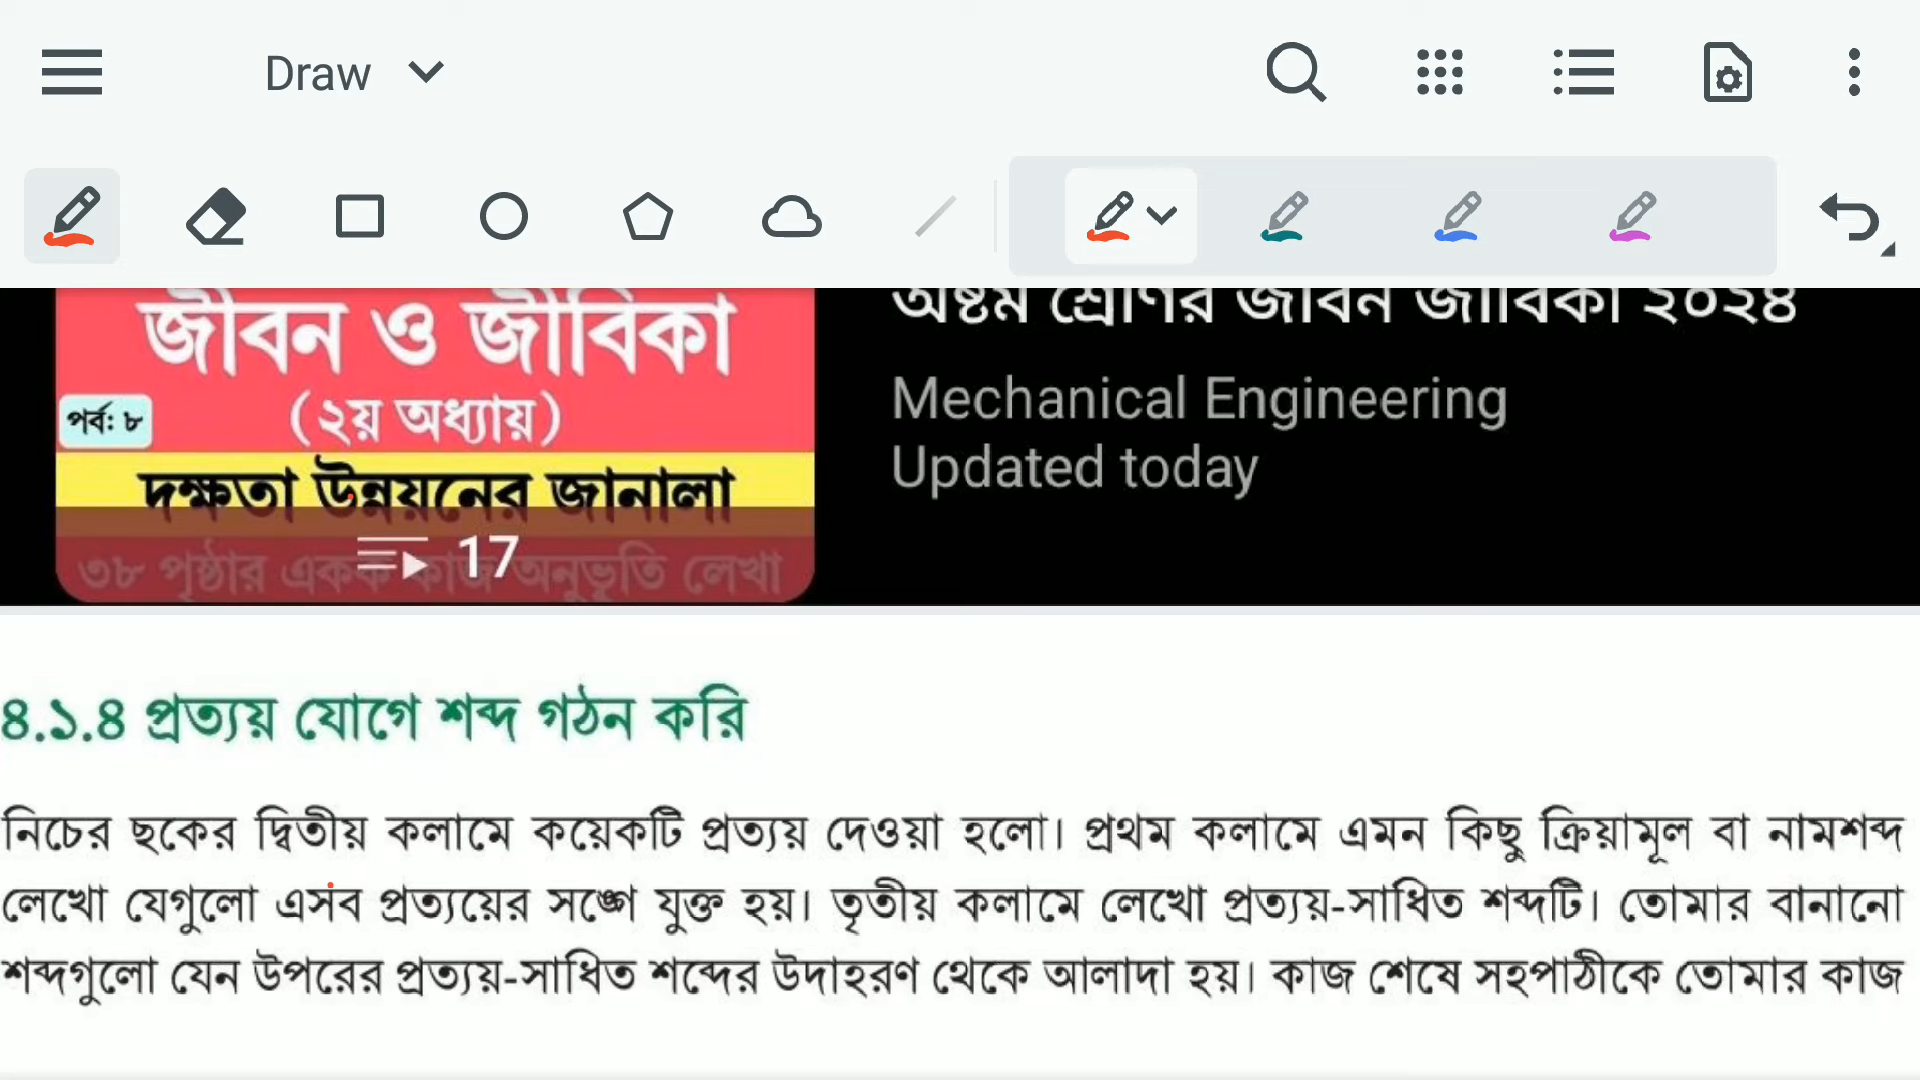 Draw
জীবন ও জীবিকা
(২য় অধ্যায়)
পর্ব: ৮
দক্ষতা উন্নয়নের জানালা
17
৩৮ পৃষ্ঠার একক কাজ অনুভূতি লেখা
অষ্টম শ্রেণির জীবন জীবিকা ২০২৪
Mechanical Engineering
Updated today
৪.১.৪ প্রত্যয় যোগে শব্দ গঠন করি
নিচের ছকের দ্বিতীয় কলামে কয়েকটি প্রত্যয় দেওয়া হলো। প্রথম কলামে এমন কিছু ক্রিয়ামূল বা নামশব্দ
লেখো যেগুলো এসব প্রত্যয়ের সঙ্গে যুক্ত হয়। তৃতীয় কলামে লেখো প্রত্যয়-সাধিত শব্দটি। তোমার বানানো
শব্দগুলো যেন উপরের প্রত্যয়-সাধিত শব্দের উদাহরণ থেকে আলাদা হয়। কাজ শেষে সহপাঠীকে তোমার কাজ